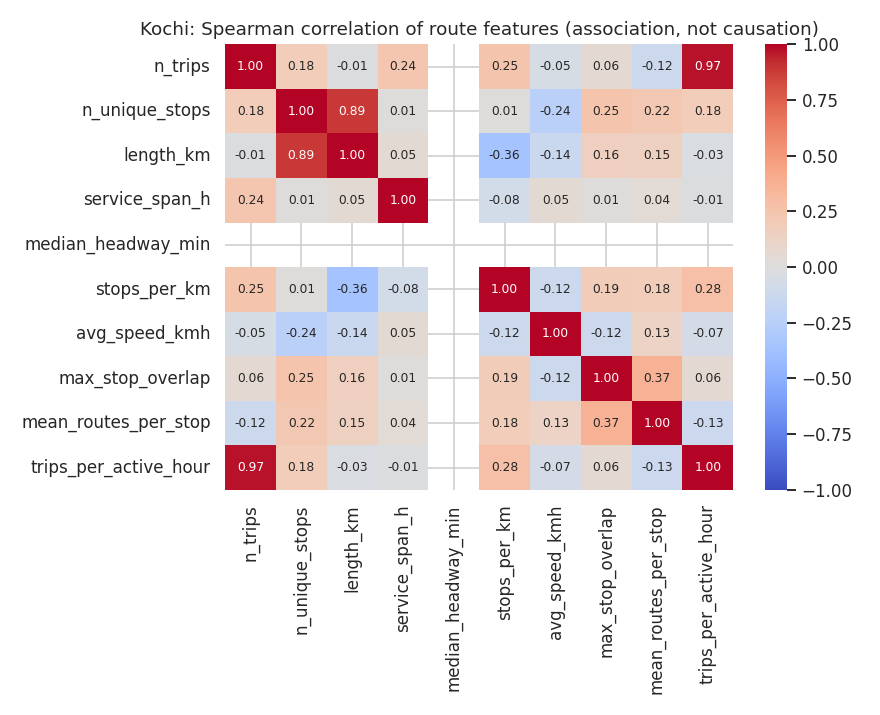 Kochi: Spearman correlation of route features (association, not causation)
n_trips 1.00 0.18 -0.01 0.24 0.25 -0.05 0.06 -0.12 0.97
n_unique_stops 0.18 1.00 0.89 0.01 0.01 -0.24 0.25 0.22 0.18
length_km -0.01 0.89 1.00 0.05 -0.36 -0.14 0.16 0.15 -0.03
service_span_h 0.24 0.01 0.05 1.00 -0.08 0.05 0.01 0.04 -0.01
median_headway_min
stops_per_km 0.25 0.01 -0.36 -0.08 1.00 -0.12 0.19 0.18 0.28
avg_speed_kmh -0.05 -0.24 -0.14 0.05 -0.12 1.00 -0.12 0.13 -0.07
max_stop_overlap 0.06 0.25 0.16 0.01 0.19 -0.12 1.00 0.37 0.06
mean_routes_per_stop -0.12 0.22 0.15 0.04 0.18 0.13 0.37 1.00 -0.13
trips_per_active_hour 0.97 0.18 -0.03 -0.01 0.28 -0.07 0.06 -0.13 1.00
n_trips
n_unique_stops
length_km
service_span_h
median_headway_min
stops_per_km
avg_speed_kmh
max_stop_overlap
mean_routes_per_stop
trips_per_active_hour
1.00
0.75
0.50
0.25
0.00
−0.25
−0.50
−0.75
−1.00